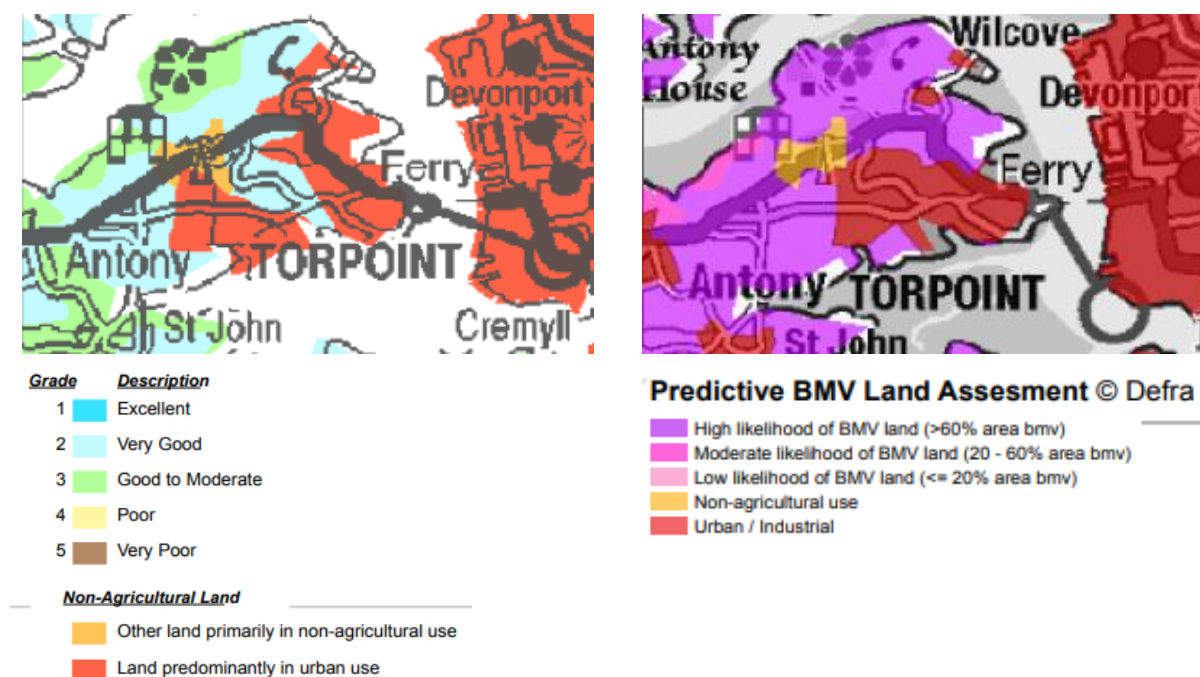 Devonport
Ferry
Antony
TORPOINT
St John
Cremyll
Grade Description
1 Excellent
2 Very Good
3 Good to Moderate
4 Poor
5 Very Poor
Non-Agricultural Land
Other land primarily in non-agricultural use
Land predominantly in urban use
Antony
House
Wilcove
Devonpor
Ferry
Antony
TORPOINT
St John
Cremyll
Predictive BMV Land Assesment © Defra
High likelihood of BMV land (>60% area bmv)
Moderate likelihood of BMV land (20 - 60% area bmv)
Low likelihood of BMV land (<= 20% area bmv)
Non-agricultural use
Urban / Industrial